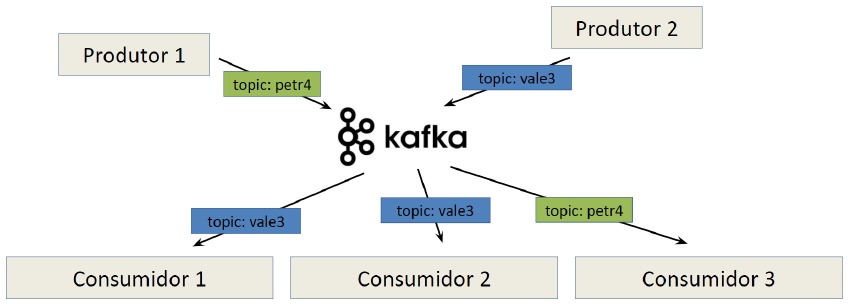 Produtor 1
Produtor 2
topic: petr4
topic: vale3
kafka
topic: vale3
topic: vale3
topic: petr4
Consumidor 1
Consumidor 2
Consumidor 3